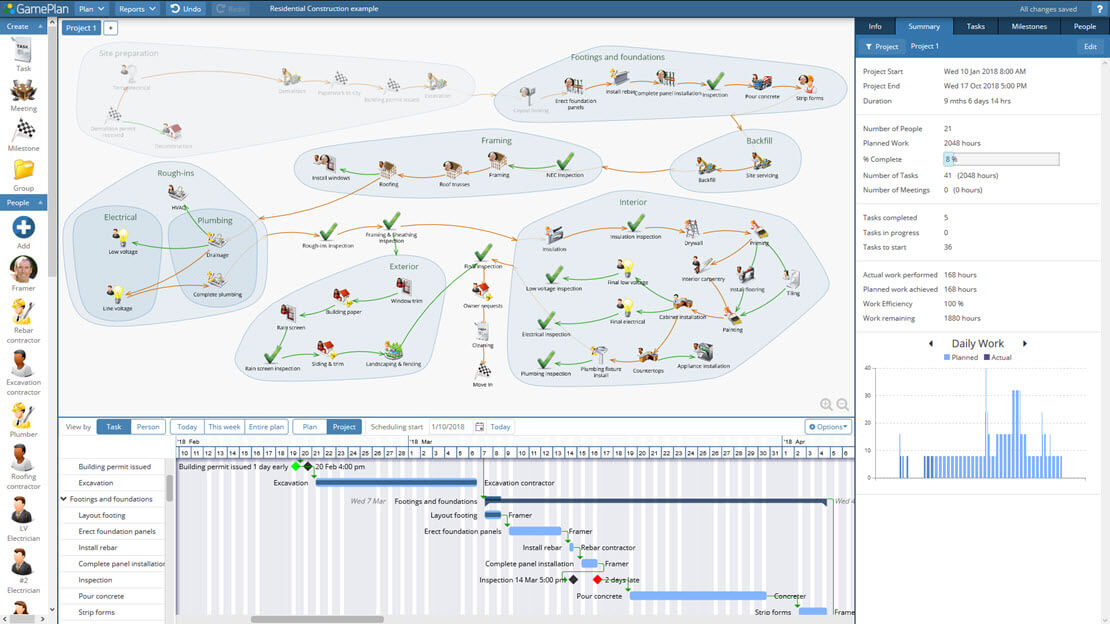 GamePlan
Plan
Reports
Undo
Redo
Residential Construction example
All changes saved
?
Create
Task
Meeting
Milestone
Group
People
Add
Framer
Rebar
contractor
Excavation
contractor
Plumber
Roofing
contractor
LV
Electrician
#2
Electrician
Project 1
+
Site preparation
Temp electrical
Demolition
Paperwork to city
Building permit issued
Excavation
Demolition permit
received
Deconstruction
Footings and foundations
Layout footing
Erect foundation
panels
Install rebar
Complete panel installation
Inspection
Pour concrete
Strip forms
Framing
Install windows
Roofing
Roof trusses
Framing
NEC Inspection
Backfill
Backfill
Site servicing
Rough-ins
HVAC
Electrical
Low voltage
Line voltage
Plumbing
Drainage
Complete plumbing
Rough-ins inspection
Framing & Sheathing
inspection
Exterior
Window trim
Building paper
Rain screen
Rain screen inspection
Siding & trim
Landscaping & fencing
Final inspection
Owner requests
Cleaning
Move In
Interior
Insulation
Insulation inspection
Drywall
Priming
Low voltage inspection
Final low voltage
Interior carpentry
Install flooring
Tiling
Electrical inspection
Final electrical
Cabinet installation
Painting
Plumbing inspection
Plumbing fixture
install
Countertops
Appliance installation
View by
Task
Person
Today
This week
Entire plan
Plan
Project
Scheduling start
1/10/2018
Today
Options
'18 Feb
'18 Mar
'18 Apr
10 11 12 13 14 15 16 17 18 19 20 21 22 23 24 25 26 27 28 1 2 3 4 5 6 7 8 9 10 11 12 13 14 15 16 17 18 19 20 21 22 23 24 25 26 27 28 29 30 31 1 2 3 4 5 6
Building permit issued
Building permit issued 1 day early
20 Feb 4:00 pm
Excavation
Excavation
Excavation contractor
Footings and foundations
Wed 7 Mar
Footings and foundations
Wed 4
Layout footing
Layout footing
Framer
Erect foundation panels
Erect foundation panels
Framer
Install rebar
Install rebar
Rebar contractor
Complete panel installation
Complete panel installation
Framer
Inspection
Inspection 14 Mar 5:00 pm
2 days late
Pour concrete
Pour concrete
Concreter
Strip forms
Strip forms
Frame
Info
Summary
Tasks
Milestones
People
Project
Project 1
Edit
Project Start Wed 10 Jan 2018 8:00 AM
Project End Wed 17 Oct 2018 5:00 PM
Duration 9 mths 6 days 14 hrs
Number of People 21
Planned Work 2048 hours
% Complete 8 %
Number of Tasks 41 (2048 hours)
Number of Meetings 0 (0 hours)
Tasks completed 5
Tasks in progress 0
Tasks to start 36
Actual work performed 168 hours
Planned work achieved 168 hours
Work Efficiency 100 %
Work remaining 1880 hours
Daily Work
Planned Actual
40
30
20
10
0